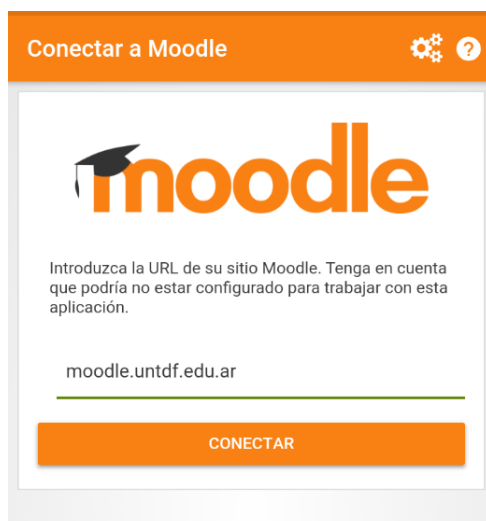 Conectar a Moodle
moodle
Introduzca la URL de su sitio Moodle. Tenga en cuenta
que podría no estar configurado para trabajar con esta
aplicación.
moodle.untdf.edu.ar
CONECTAR